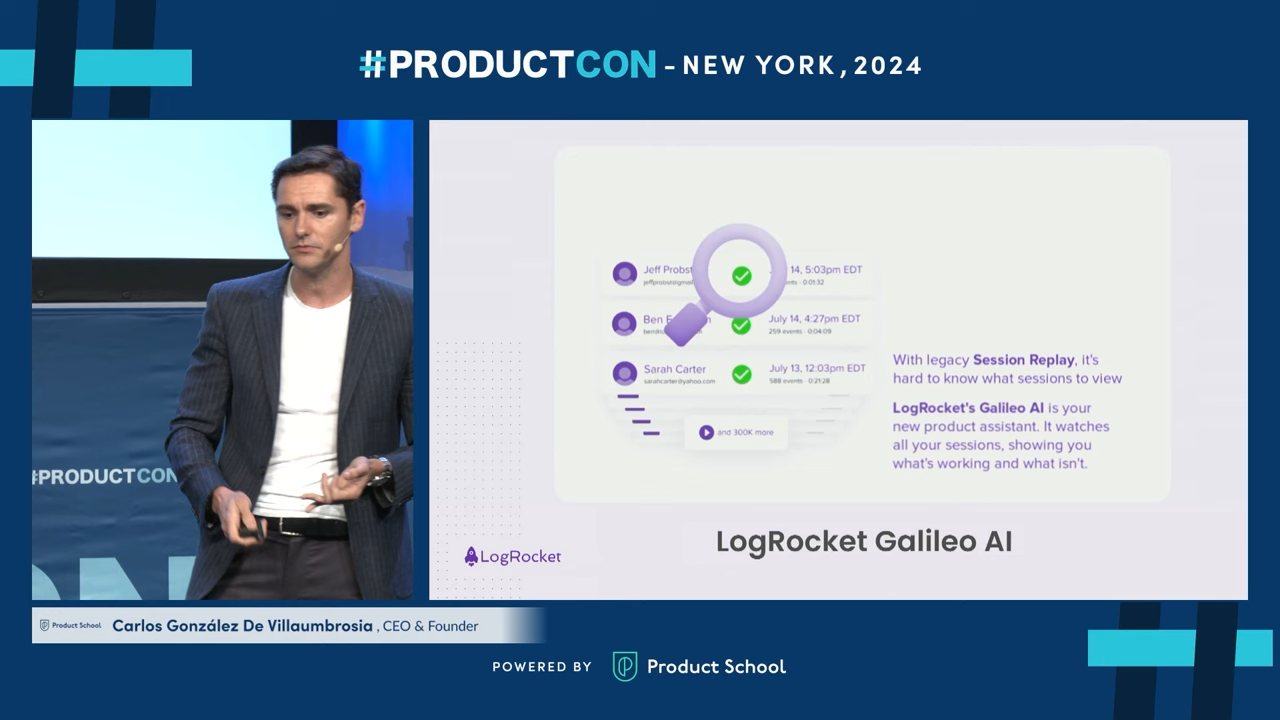 #PRODUCTCON - NEW YORK, 2024
#PRODUCTCON
Jeff Probst
14, 5:03pm EDT
0:01:32
Ben
July 14, 4:27pm EDT
259 events · 0:04:09
Sarah Carter
July 13, 12:03pm EDT
sarahcarter@yahoo.com
588 events · 0:21:28
and 300K more
With legacy Session Replay, it's
hard to know what sessions to view
LogRocket's Galileo AI is your
new product assistant. It watches
all your sessions, showing you
what's working and what isn't.
LogRocket
LogRocket Galileo AI
Product School
Carlos González De Villaumbrosia , CEO & Founder
POWERED BY
Product School